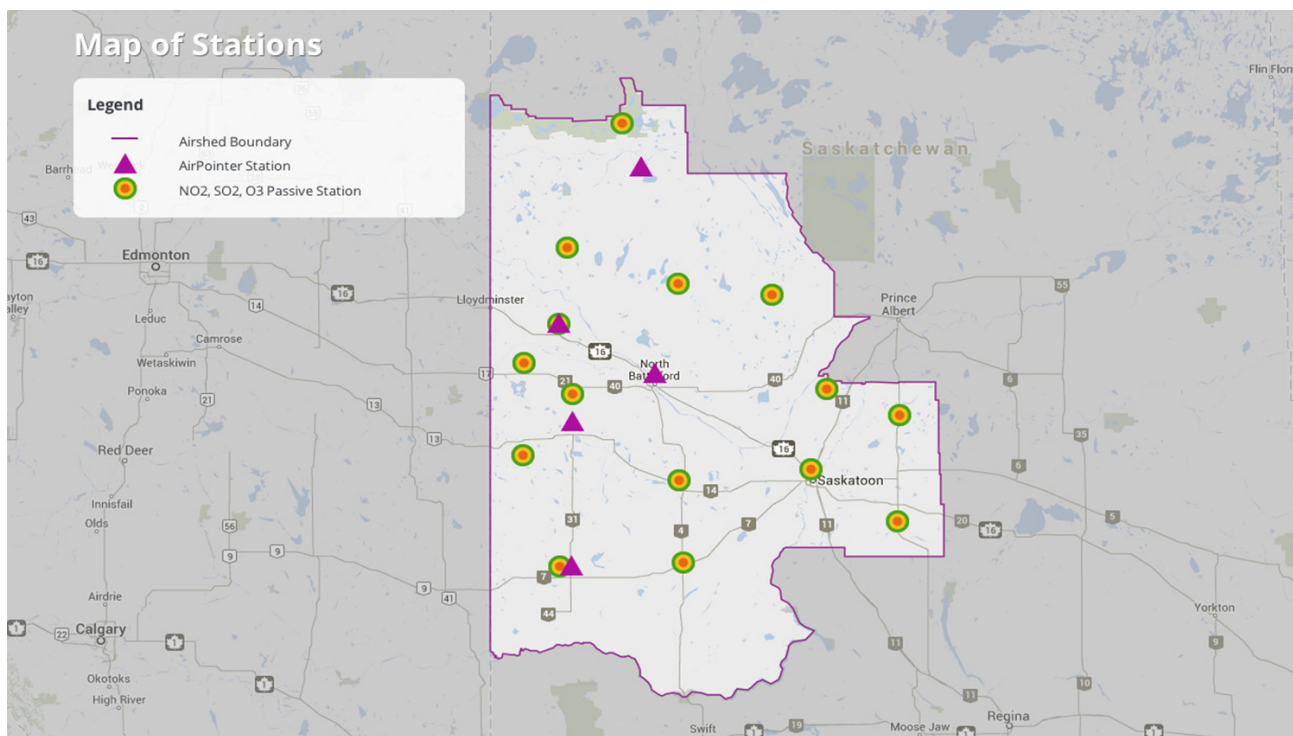 Map of Stations
Legend
Airshed Boundary
AirPointer Station
NO2, SO2, O3 Passive Station
Flin Flon
Saskatchewan
Barrhead
43
16
Edmonton
16
Lloydminster
14
Leduc
Camrose
Wetaskiwin
Ponoka
21
13
17
16
North
21
40
40
Prince
Albert
55
11
6
35
Red Deer
13
16
Saskatoon
14
6
Innisfail
Olds
56
9
9
31
4
7
11
20
16
5
Airdrie
9
41
7
44
Yorkton
1
22
Calgary
1
11
9
Okotoks
High River
1
11
10
Swift
1
19
Moose Jaw
1
Regina
1